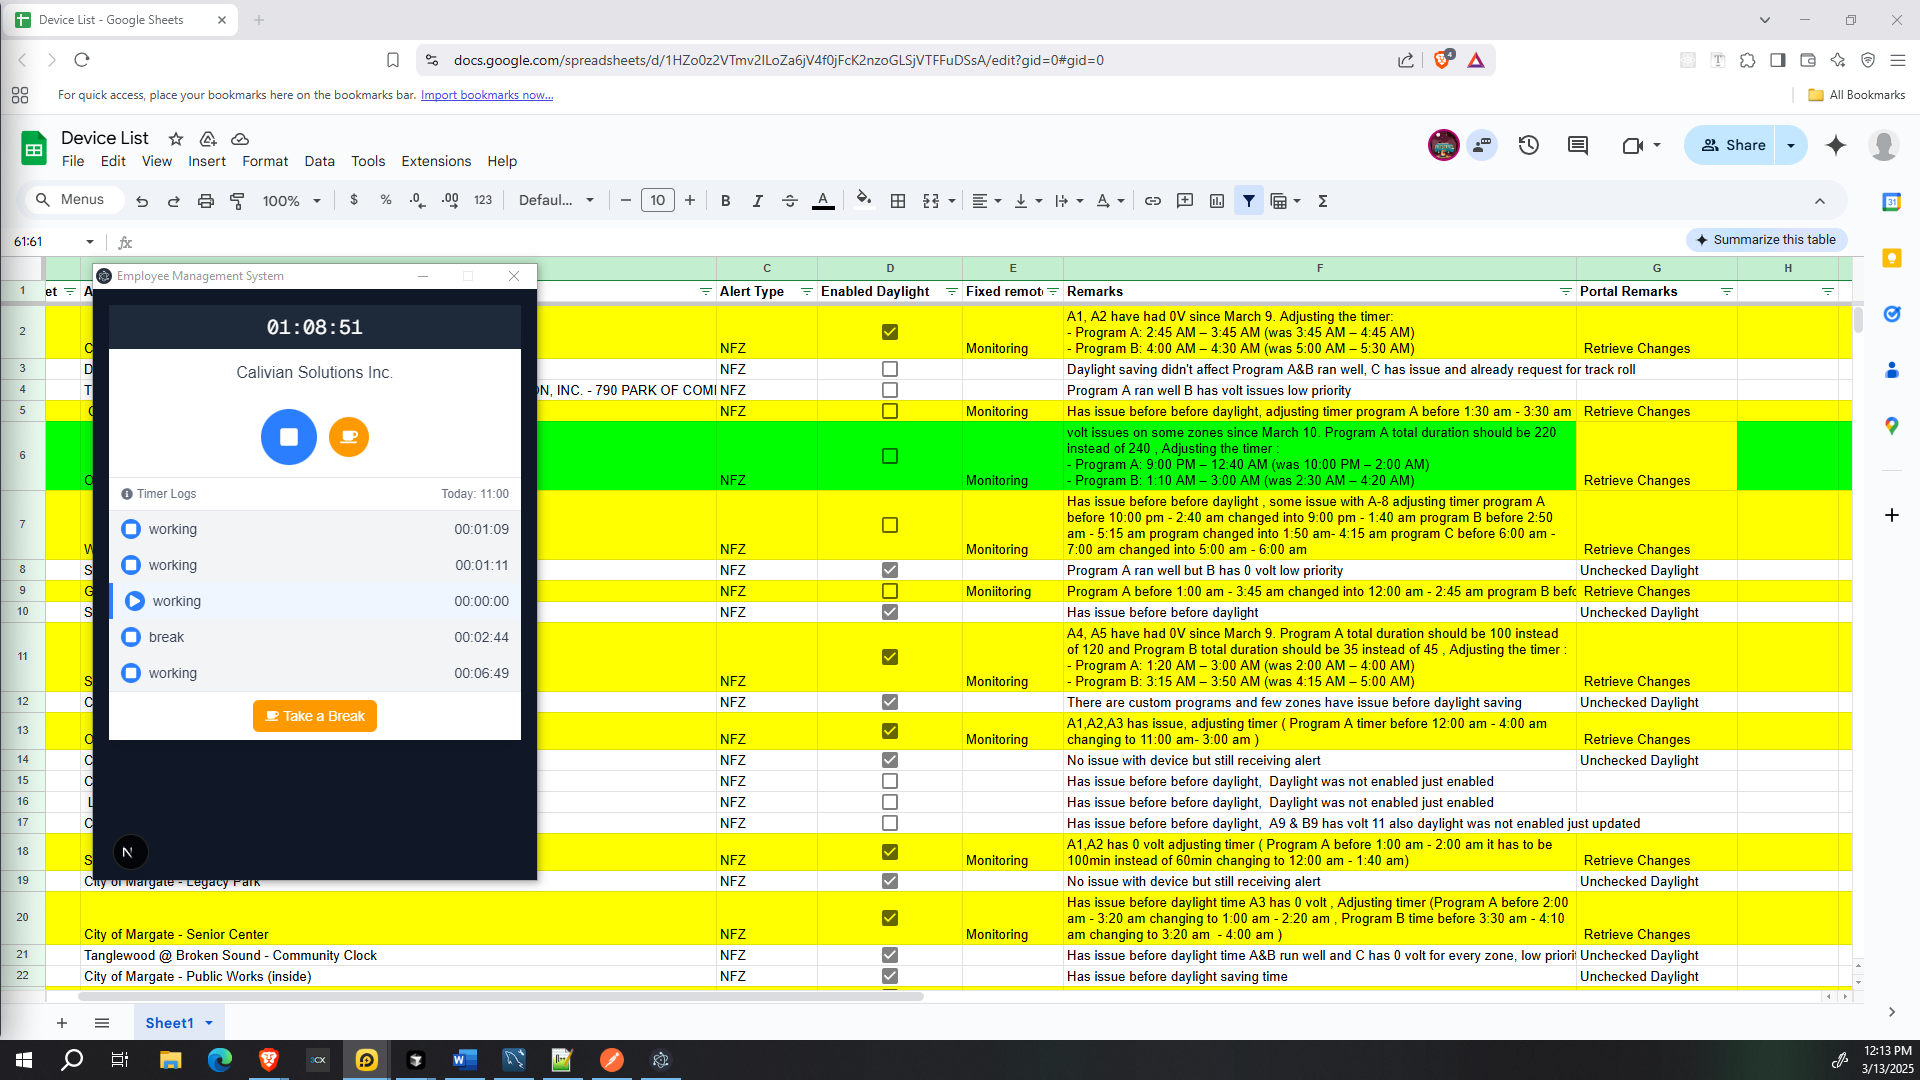 Device List - Google Sheets
docs.google.com/spreadsheets/d/1HZo0z2VTmv2ILoZa6jV4f0jFcK2nzoGLSjVTFFuDSsA/edit?gid=0#gid=0
4
For quick access, place your bookmarks here on the bookmarks bar. Import bookmarks now...
All Bookmarks
Device List
File Edit View Insert Format Data Tools Extensions Help
Share
Menus 100% $ % .0 .00 123 Defaul... 10 B I A Σ
61:61 fx
Summarize this table
C D E F G H
1 et A Alert Type Enabled Daylight Fixed remot Remarks Portal Remarks
Employee Management System
01:08:51
Calivian Solutions Inc.
Timer Logs Today: 11:00
working 00:01:09
working 00:01:11
working 00:00:00
break 00:02:44
working 00:06:49
Take a Break
N
A1, A2 have had 0V since March 9. Adjusting the timer:
- Program A: 2:45 AM – 3:45 AM (was 3:45 AM – 4:45 AM)
2 C NFZ Monitoring - Program B: 4:00 AM – 4:30 AM (was 5:00 AM – 5:30 AM) Retrieve Changes
3 D NFZ Daylight saving didn't affect Program A&B ran well, C has issue and already request for track roll
4 T ON, INC. - 790 PARK OF COMI NFZ Program A ran well B has volt issues low priority
5 NFZ Monitoring Has issue before before daylight, adjusting timer program A before 1:30 am - 3:30 am Retrieve Changes
volt issues on some zones since March 10. Program A total duration should be 220
instead of 240 , Adjusting the timer :
- Program A: 9:00 PM – 12:40 AM (was 10:00 PM – 2:00 AM)
6 O NFZ Monitoring - Program B: 1:10 AM – 3:00 AM (was 2:30 AM – 4:20 AM) Retrieve Changes
Has issue before before daylight , some issue with A-8 adjusting timer program A
before 10:00 pm - 2:40 am changed into 9:00 pm - 1:40 am program B before 2:50
am - 5:15 am program changed into 1:50 am- 4:15 am program C before 6:00 am -
7 W NFZ Monitoring 7:00 am changed into 5:00 am - 6:00 am Retrieve Changes
8 S NFZ Program A ran well but B has 0 volt low priority Unchecked Daylight
9 G NFZ Moniitoring Program A before 1:00 am - 3:45 am changed into 12:00 am - 2:45 am program B befo Retrieve Changes
10 S NFZ Has issue before before daylight Unchecked Daylight
A4, A5 have had 0V since March 9. Program A total duration should be 100 instead
of 120 and Program B total duration should be 35 instead of 45 , Adjusting the timer :
- Program A: 1:20 AM – 3:00 AM (was 2:00 AM – 4:00 AM)
11 S NFZ Monitoring - Program B: 3:15 AM – 3:50 AM (was 4:15 AM – 5:00 AM) Retrieve Changes
12 C NFZ There are custom programs and few zones have issue before daylight saving Unchecked Daylight
A1,A2,A3 has issue, adjusting timer ( Program A timer before 12:00 am - 4:00 am
13 O NFZ Monitoring changing to 11:00 am- 3:00 am ) Retrieve Changes
14 C NFZ No issue with device but still receiving alert Unchecked Daylight
15 C NFZ Has issue before before daylight, Daylight was not enabled just enabled
16 L NFZ Has issue before before daylight, Daylight was not enabled just enabled
17 C NFZ Has issue before before daylight, A9 & B9 has volt 11 also daylight was not enabled just updated
A1,A2 has 0 volt adjusting timer ( Program A before 1:00 am - 2:00 am it has to be
18 S NFZ Monitoring 100min instead of 60min changing to 12:00 am - 1:40 am) Retrieve Changes
19 City of Margate - Legacy Park NFZ No issue with device but still receiving alert Unchecked Daylight
Has issue before daylight time A3 has 0 volt , Adjusting timer (Program A before 2:00
am - 3:20 am changing to 1:00 am - 2:20 am , Program B time before 3:30 am - 4:10
20 City of Margate - Senior Center NFZ Monitoring am changing to 3:20 am - 4:00 am ) Retrieve Changes
21 Tanglewood @ Broken Sound - Community Clock NFZ Has issue before daylight time A&B run well and C has 0 volt for every zone, low priorit Unchecked Daylight
22 City of Margate - Public Works (inside) NFZ Has issue before daylight saving time Unchecked Daylight
Sheet1
12:13 PM
3/13/2025